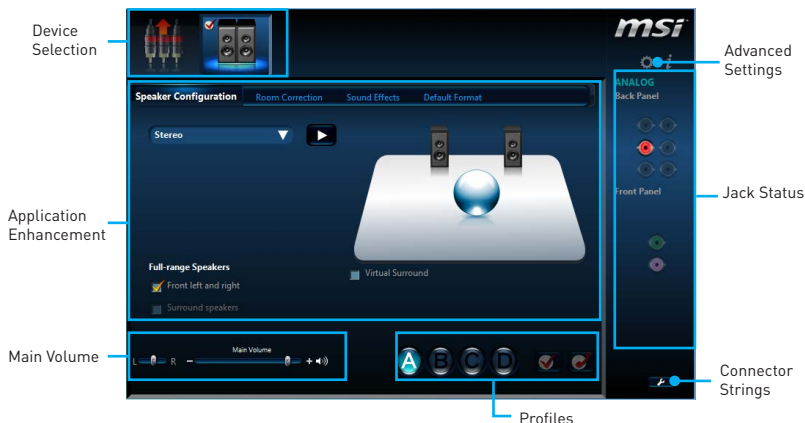 Device
Selection
msi
Advanced
Settings
ANALOG
Back Panel
Speaker Configuration
Room Correction
Sound Effects
Default Format
Stereo
Front Panel
Jack Status
Application
Enhancement
Full-range Speakers
Virtual Surround
Front left and right
Surround speakers
Main Volume
Main Volume
L
R
A
B
C
D
Connector
Strings
Profiles